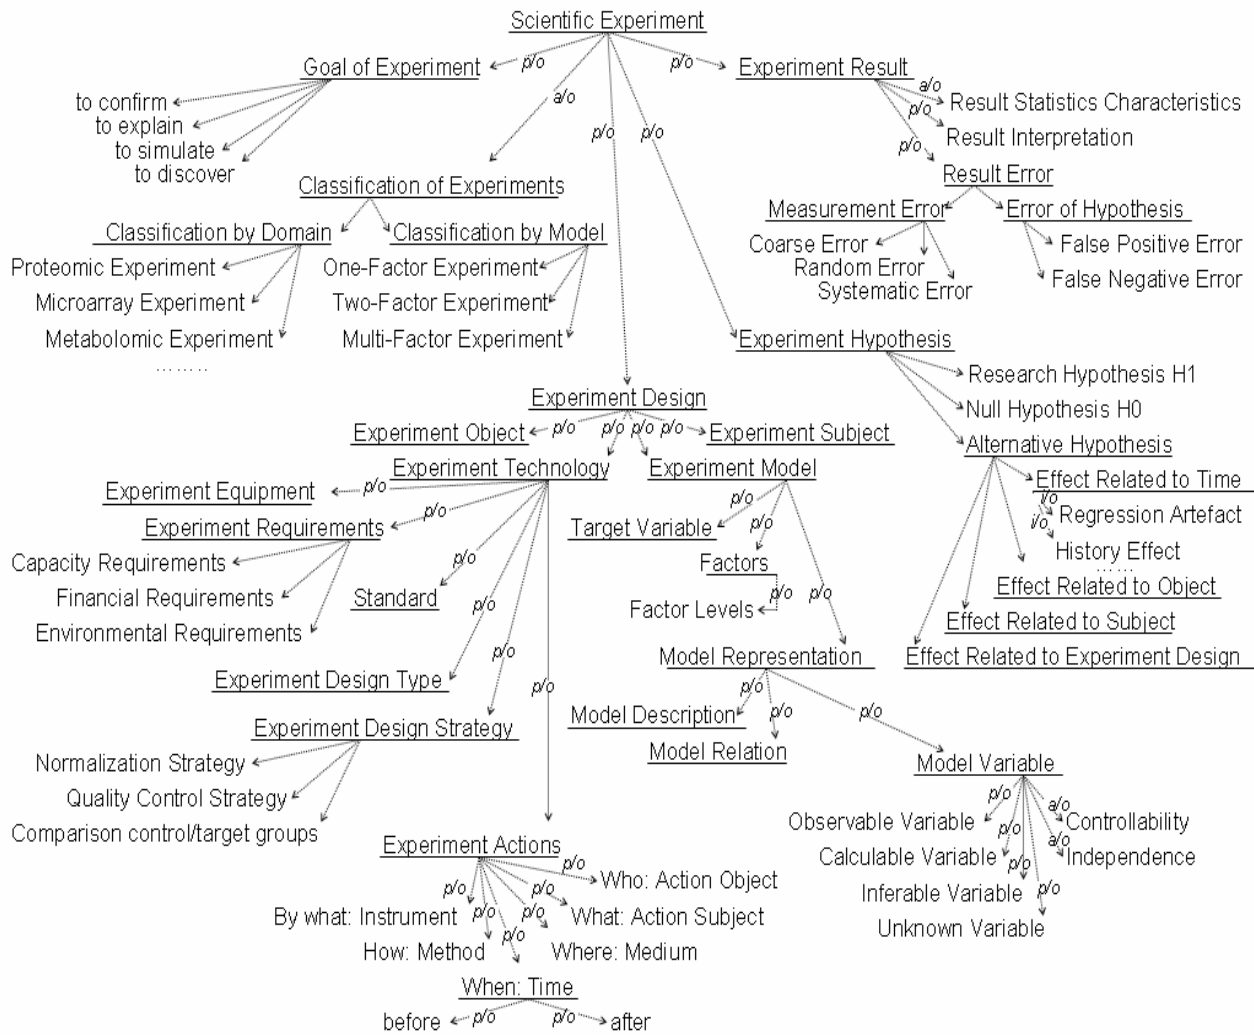 Scientific Experiment
Goal of Experiment
p/o
p/o
Experiment Result
to confirm
to explain
to simulate
to discover
a/o
p/o
p/o
a/o
Result Statistics Characteristics
p/o
Result Interpretation
p/o
Result Error
Classification of Experiments
Measurement Error
Error of Hypothesis
Classification by Domain
Classification by Model
Coarse Error
Random Error
Systematic Error
False Positive Error
False Negative Error
Proteomic Experiment
Microarray Experiment
Metabolomic Experiment
........
One-Factor Experiment
Two-Factor Experiment
Multi-Factor Experiment
Experiment Hypothesis
Research Hypothesis H1
Null Hypothesis H0
Alternative Hypothesis
Experiment Design
Experiment Object
p/o
p/o
p/o
p/o
Experiment Subject
Experiment Technology
Experiment Model
Effect Related to Time
i/o
Regression Artefact
i/o
History Effect
......
Effect Related to Object
Effect Related to Subject
Effect Related to Experiment Design
Experiment Equipment
p/o
Experiment Requirements
p/o
Capacity Requirements
Financial Requirements
Environmental Requirements
p/o
Standard
p/o
Experiment Design Type
p/o
Experiment Design Strategy
p/o
Normalization Strategy
Quality Control Strategy
Comparison control/target groups
Target Variable
p/o
p/o
Factors
p/o
Factor Levels
p/o
Model Representation
p/o
Model Description
p/o
Model Relation
p/o
Model Variable
p/o
Observable Variable
p/o
Calculable Variable
p/o
Inferable Variable
p/o
Unknown Variable
a/o
Controllability
a/o
Independence
Experiment Actions
p/o
Who: Action Object
p/o
By what: Instrument
p/o
What: Action Subject
p/o
How: Method
p/o
Where: Medium
p/o
When: Time
before
p/o
p/o
after